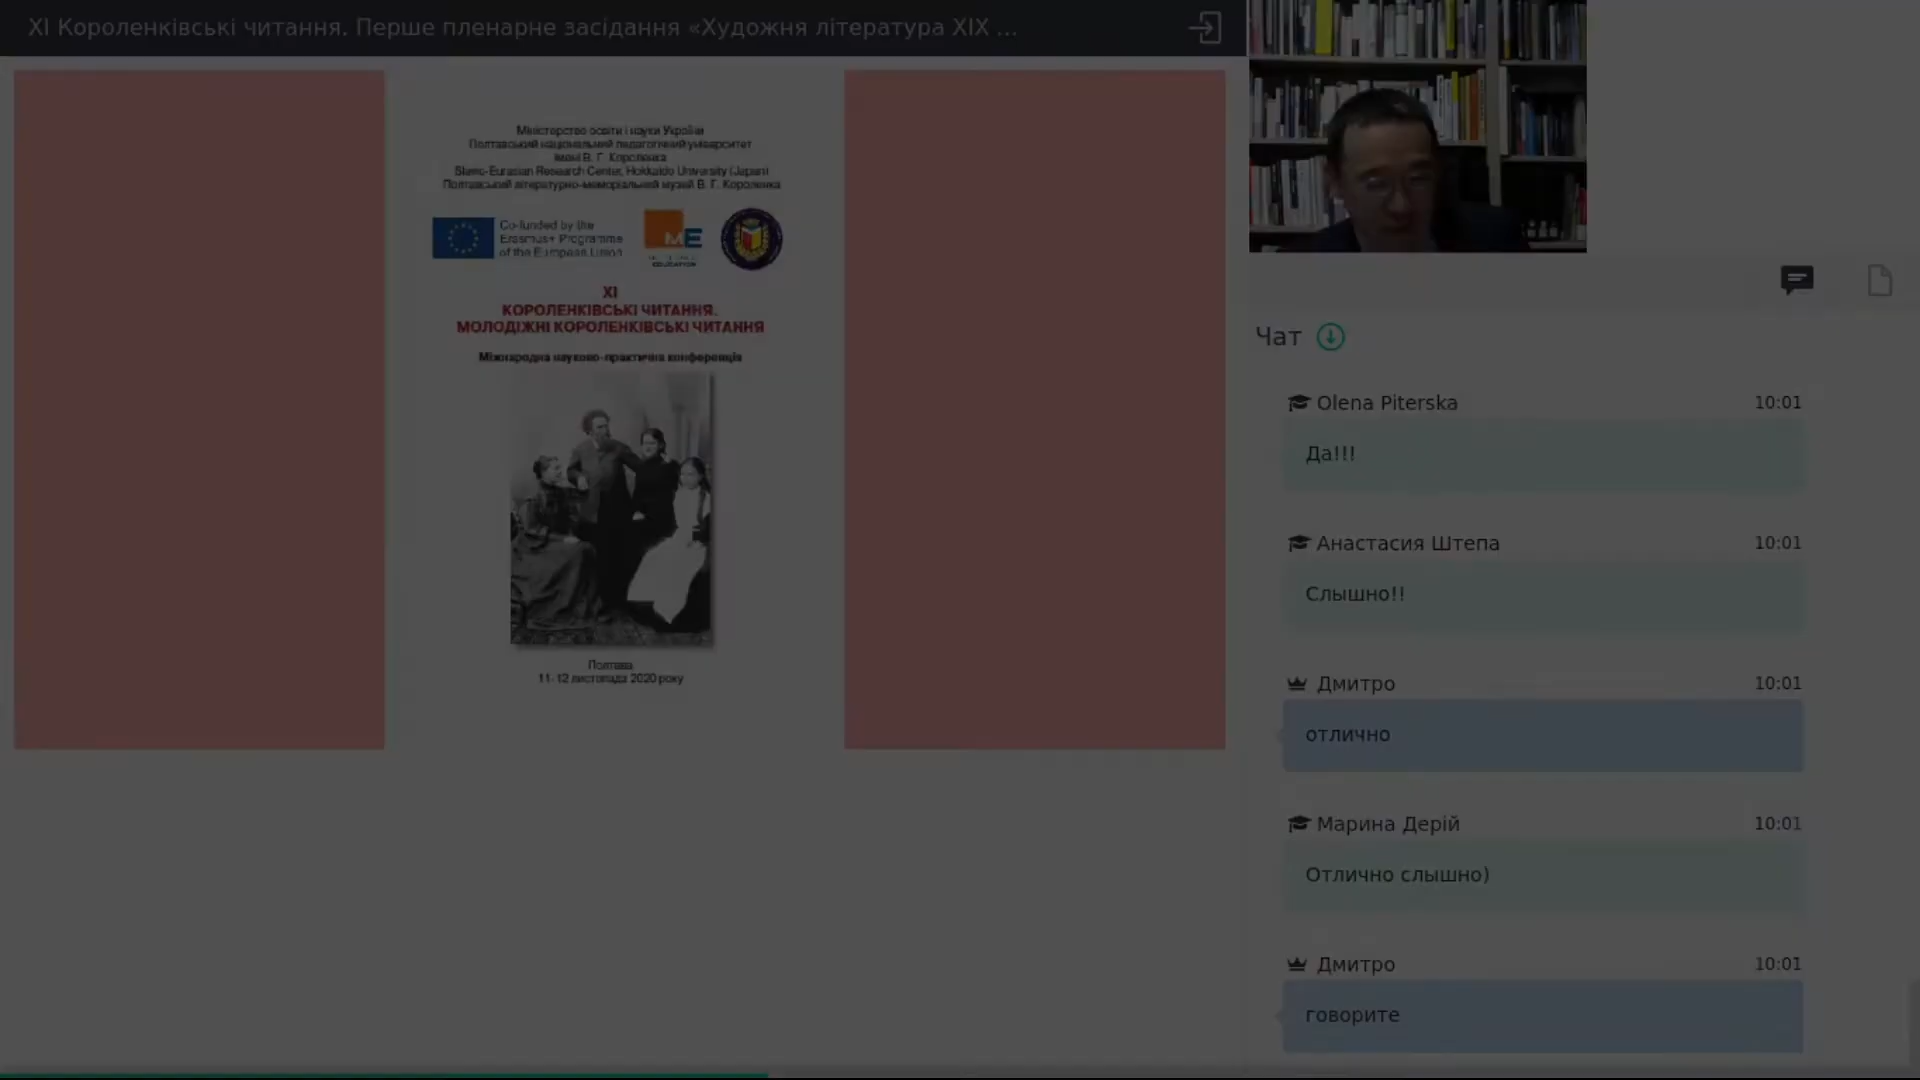 XI Короленківські читання. Перше пленарне засідання «Художня література XIX ...
Міністерство освіти і науки України
Полтавський національний педагогічний університет
імені В. Г. Короленка
Slavic-Eurasian Research Center, Hokkaido University (Japan)
Полтавський літературно-меморіальний музей В. Г. Короленка
Co-funded by the
Erasmus+ Programme
of the European Union
ME
EDUCATION
XI
КОРОЛЕНКІВСЬКІ ЧИТАННЯ.
МОЛОДІЖНІ КОРОЛЕНКІВСЬКІ ЧИТАННЯ
Міжнародна науково-практична конференція
Полтава
11-12 листопада 2020 року
Чат
Olena Piterska 10:01
Да!!!
Анастасия Штепа 10:01
Слышно!!
Дмитро 10:01
отлично
Марина Дерій 10:01
Отлично слышно)
Дмитро 10:01
говорите